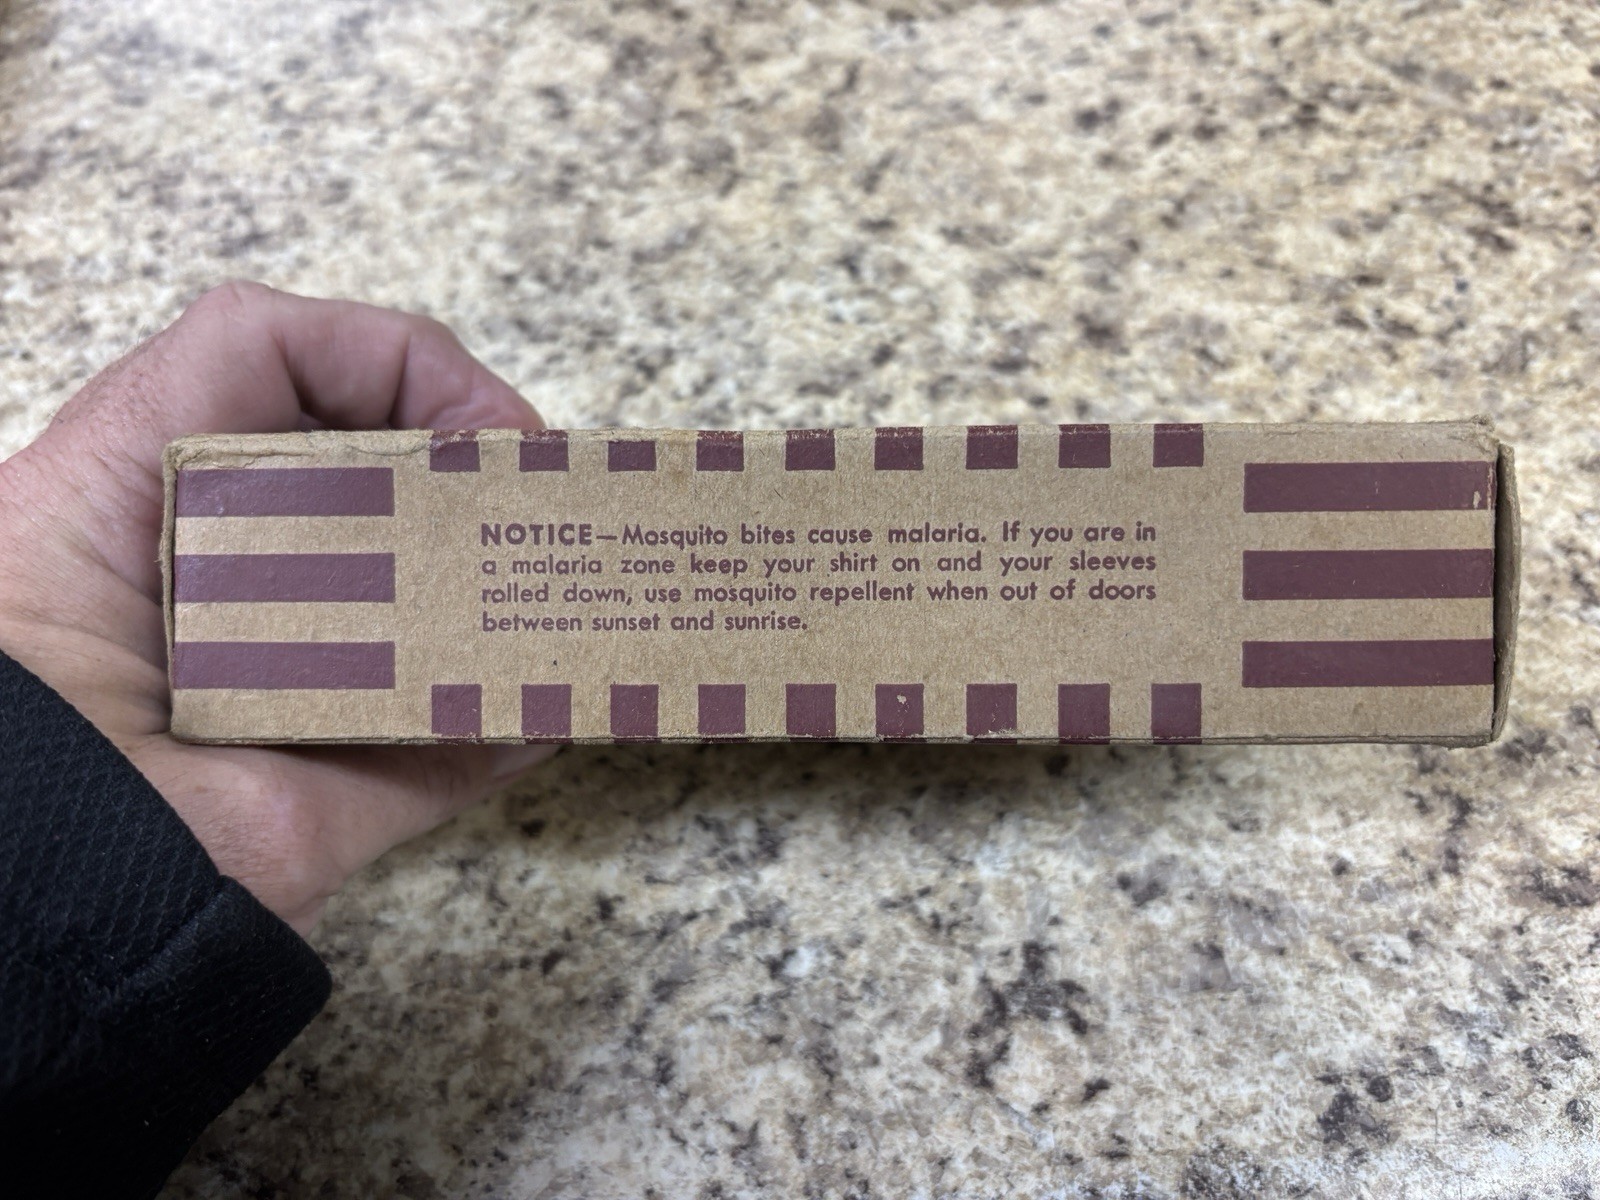 NOTICE—Mosquito bites cause malaria. If you are in
a malaria zone keep your shirt on and your sleeves
rolled down, use mosquito repellent when out of doors
between sunset and sunrise.